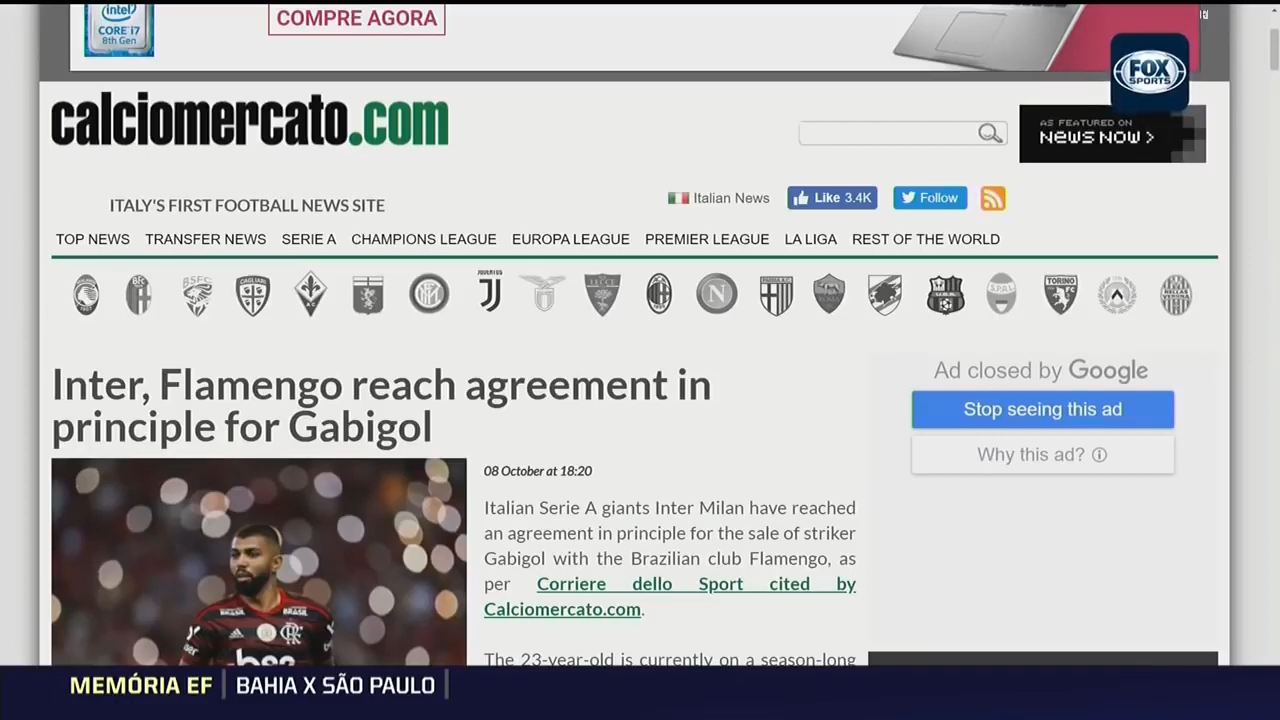 intel
CORE i7
8th Gen
COMPRE AGORA
FOX
SPORTS
calciomercato.com
AS FEATURED ON
NEWS NOW >
ITALY'S FIRST FOOTBALL NEWS SITE
Italian News
Like 3.4K
Follow
TOP NEWS TRANSFER NEWS SERIE A CHAMPIONS LEAGUE EUROPA LEAGUE PREMIER LEAGUE LA LIGA REST OF THE WORLD
Inter, Flamengo reach agreement in
principle for Gabigol
Ad closed by Google
Stop seeing this ad
Why this ad?
08 October at 18:20
Italian Serie A giants Inter Milan have reached
an agreement in principle for the sale of striker
Gabigol with the Brazilian club Flamengo, as
per Corriere dello Sport cited by
Calciomercato.com.
The 23-year-old is currently on a season-long
MEMÓRIA EF | BAHIA X SÃO PAULO